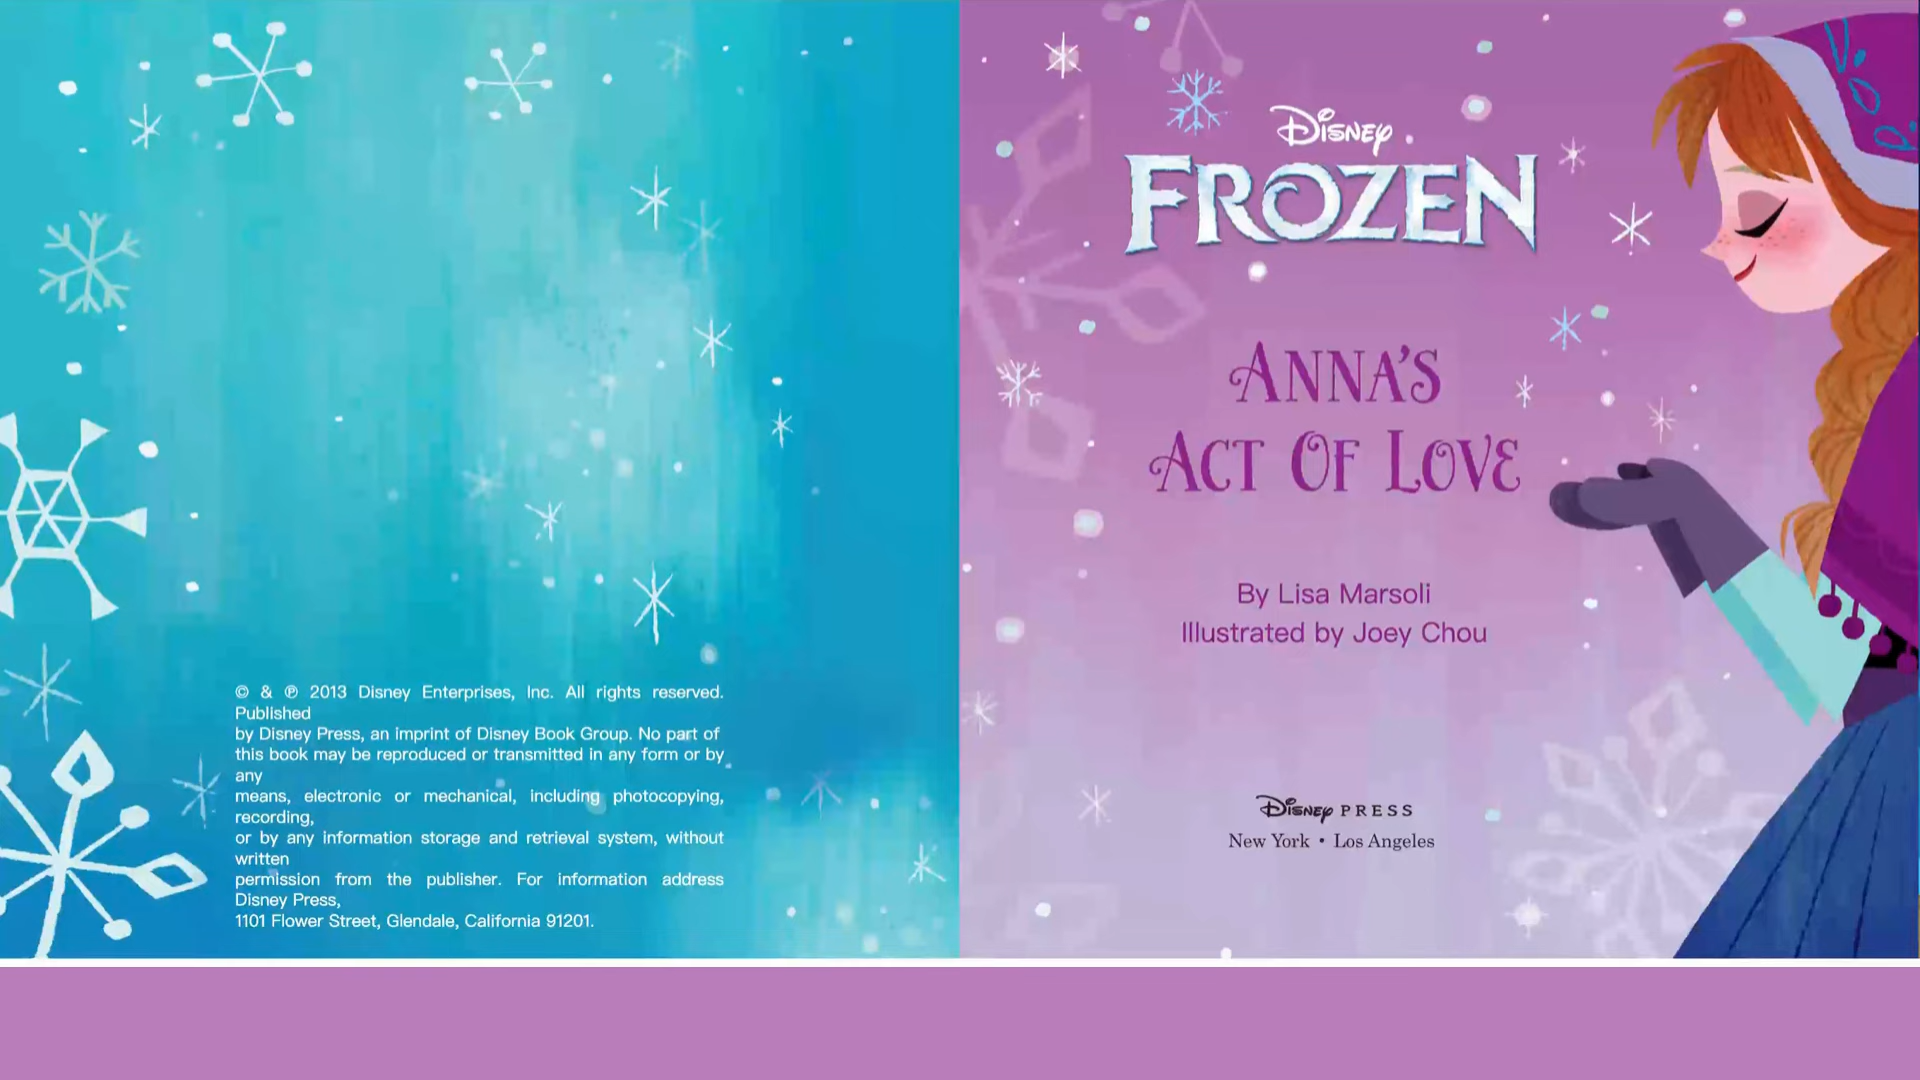 © & ℗ 2013 Disney Enterprises, Inc. All rights reserved.
Published
by Disney Press, an imprint of Disney Book Group. No part of
this book may be reproduced or transmitted in any form or by
any
means, electronic or mechanical, including photocopying,
recording,
or by any information storage and retrieval system, without
written
permission from the publisher. For information address
Disney Press,
1101 Flower Street, Glendale, California 91201.
Disney
FROZEN
ANNA'S
ACT OF LOVE
By Lisa Marsoli
Illustrated by Joey Chou
Disney PRESS
New York • Los Angeles